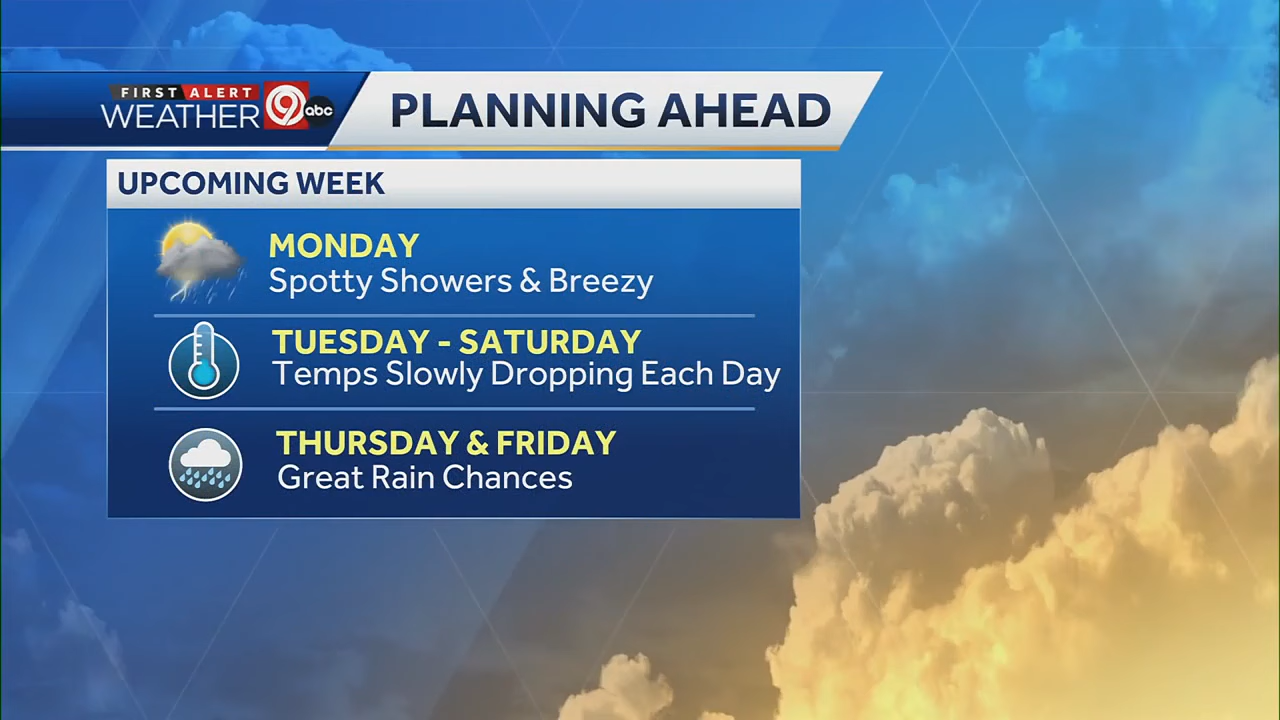 FIRST ALERT
WEATHER 9 abc
PLANNING AHEAD
UPCOMING WEEK
MONDAY
Spotty Showers & Breezy
TUESDAY - SATURDAY
Temps Slowly Dropping Each Day
THURSDAY & FRIDAY
Great Rain Chances